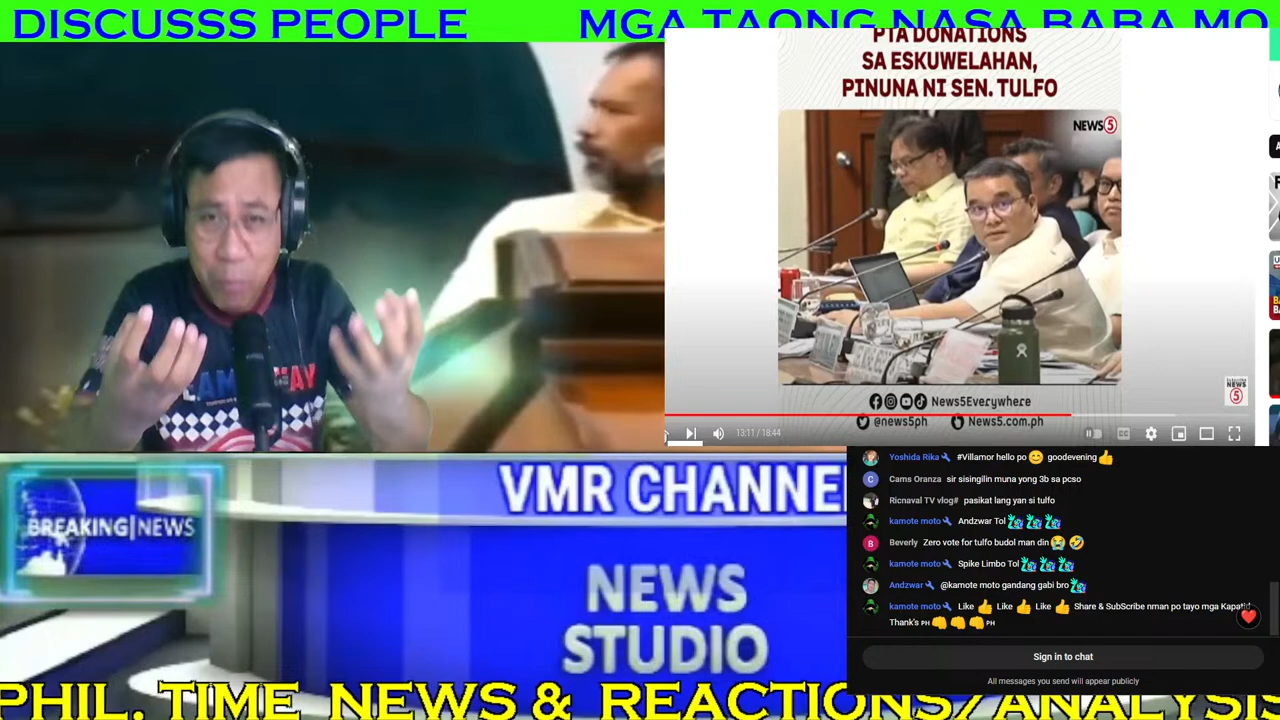 DISCUSSS PEOPLE MGA TAONG NASA BABA MO
PTA DONATIONS
SA ESKUWELAHAN,
PINUNA NI SEN. TULFO
NEWS5
NEWS
5
News5Everywhere
@news5ph News5.com.ph
13:11 / 18:44
BREAKING|NEWS
VMR CHANNE
NEWS
STUDIO
Yoshida Rika #Villamor hello po 😊 goodevening 👍
C Cams Oranza sir sisingilin muna yong 3b sa pcso
Ricnaval TV vlog# pasikat lang yan si tulfo
kamote moto Andzwar Tol
B Beverly Zero vote for tulfo budol man din 😭 🤣
kamote moto Spike Limbo Tol
Andzwar @kamote moto gandang gabi bro
kamote moto Like 👍 Like 👍 Like 👍 Share & SubScribe nman po tayo mga Kapatid
Thank's PH 👊 👊 👊 PH
Sign in to chat
All messages you send will appear publicly
PHIL. TIME NEWS & REACTIONS/ANALYSIS